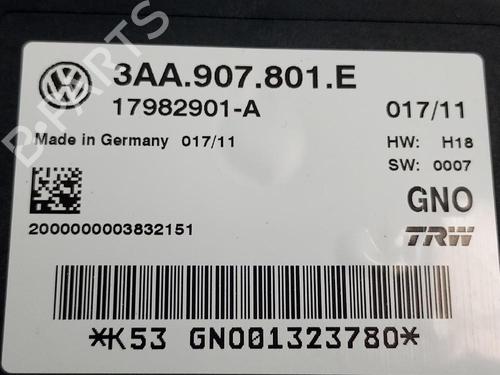 3AA.907.801.E
17982901-A 017/11
Made in Germany 017/11 HW: H18
SW: 0007
GNO
2000000003832151 TRW
*K53 GNO01323780*
B-PARTS